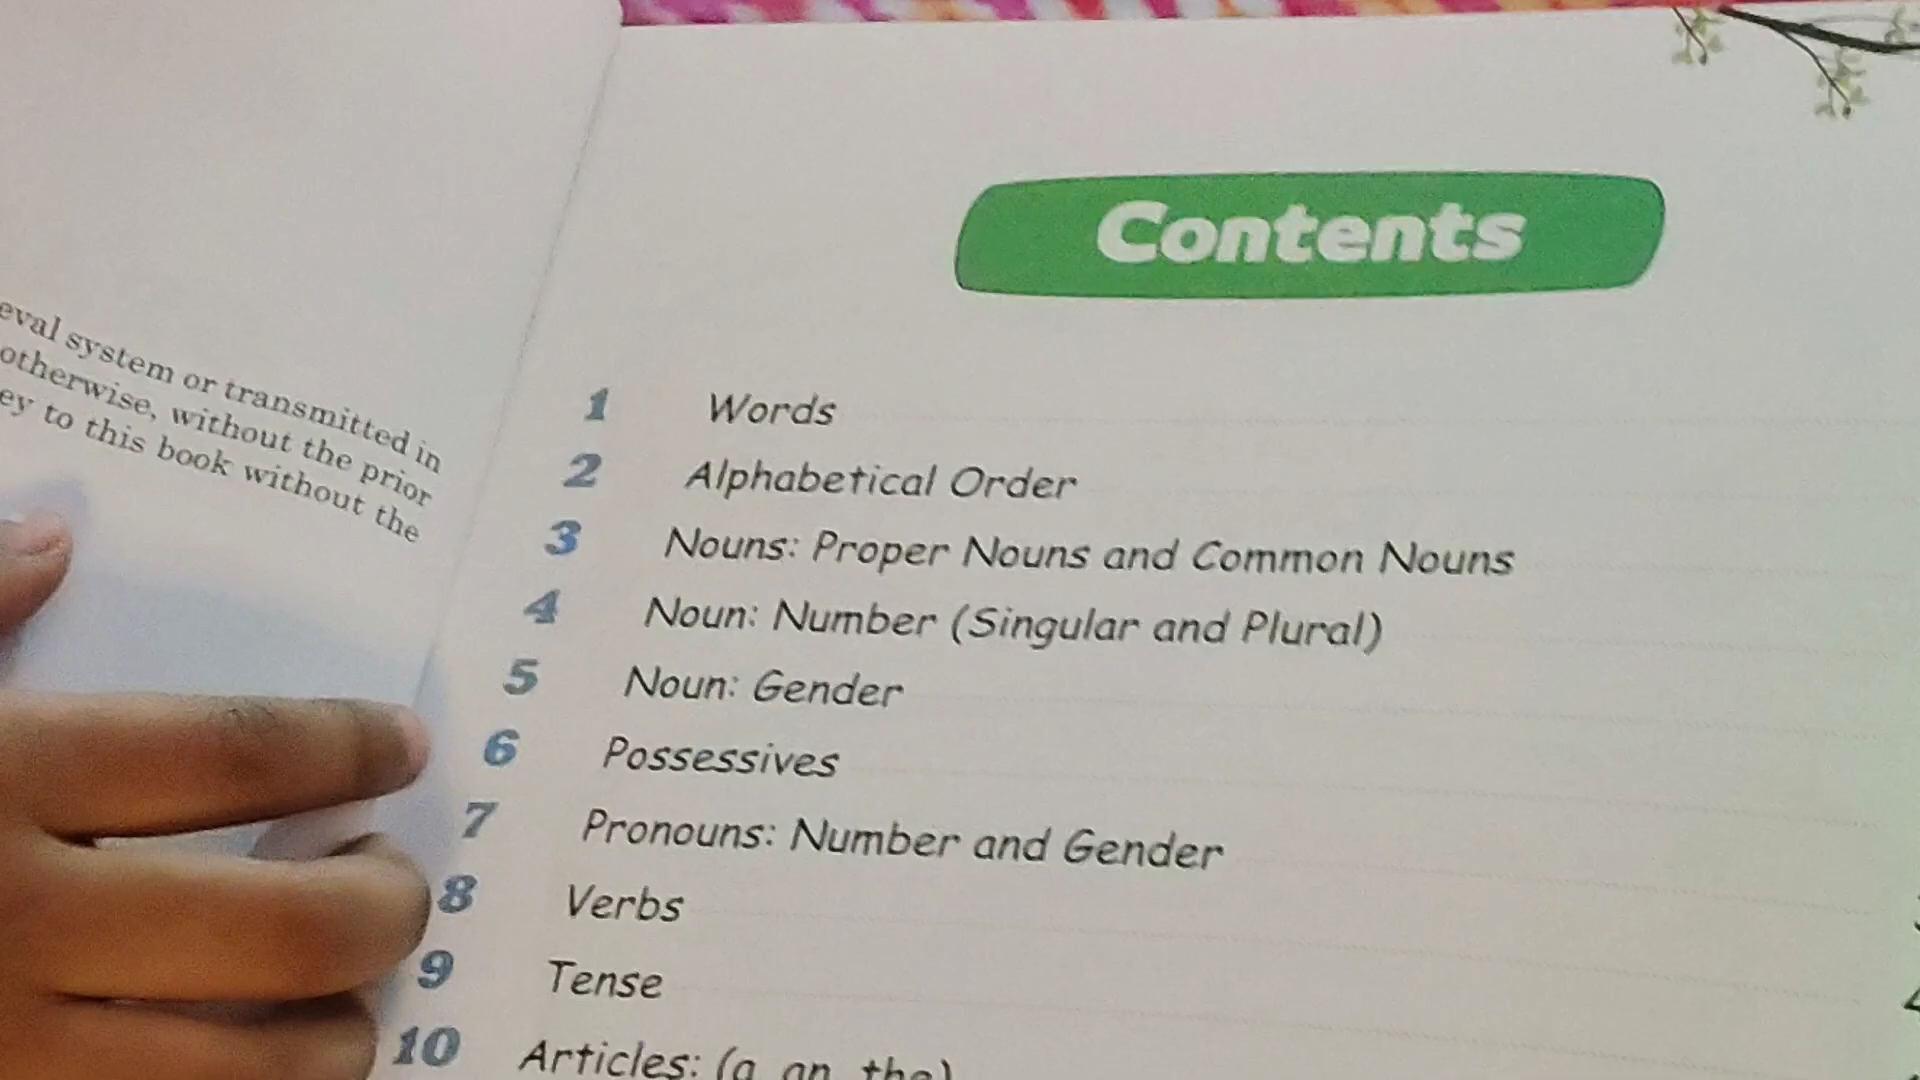 eval system or transmitted in
otherwise, without the prior
ey to this book without the
Contents
1 Words
2 Alphabetical Order
3 Nouns: Proper Nouns and Common Nouns
4 Noun: Number (Singular and Plural)
5 Noun: Gender
6 Possessives
7 Pronouns: Number and Gender
8 Verbs
9 Tense
10 Articles: (a, an, the)